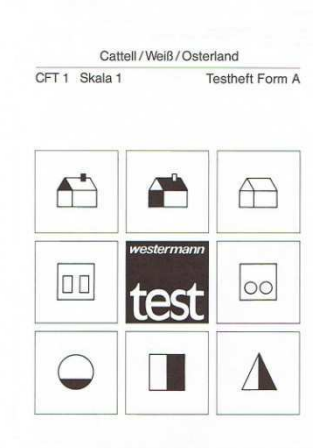 Cattell / Weiß / Osterland
CFT 1 Skala 1 Testheft Form A
westermann
test